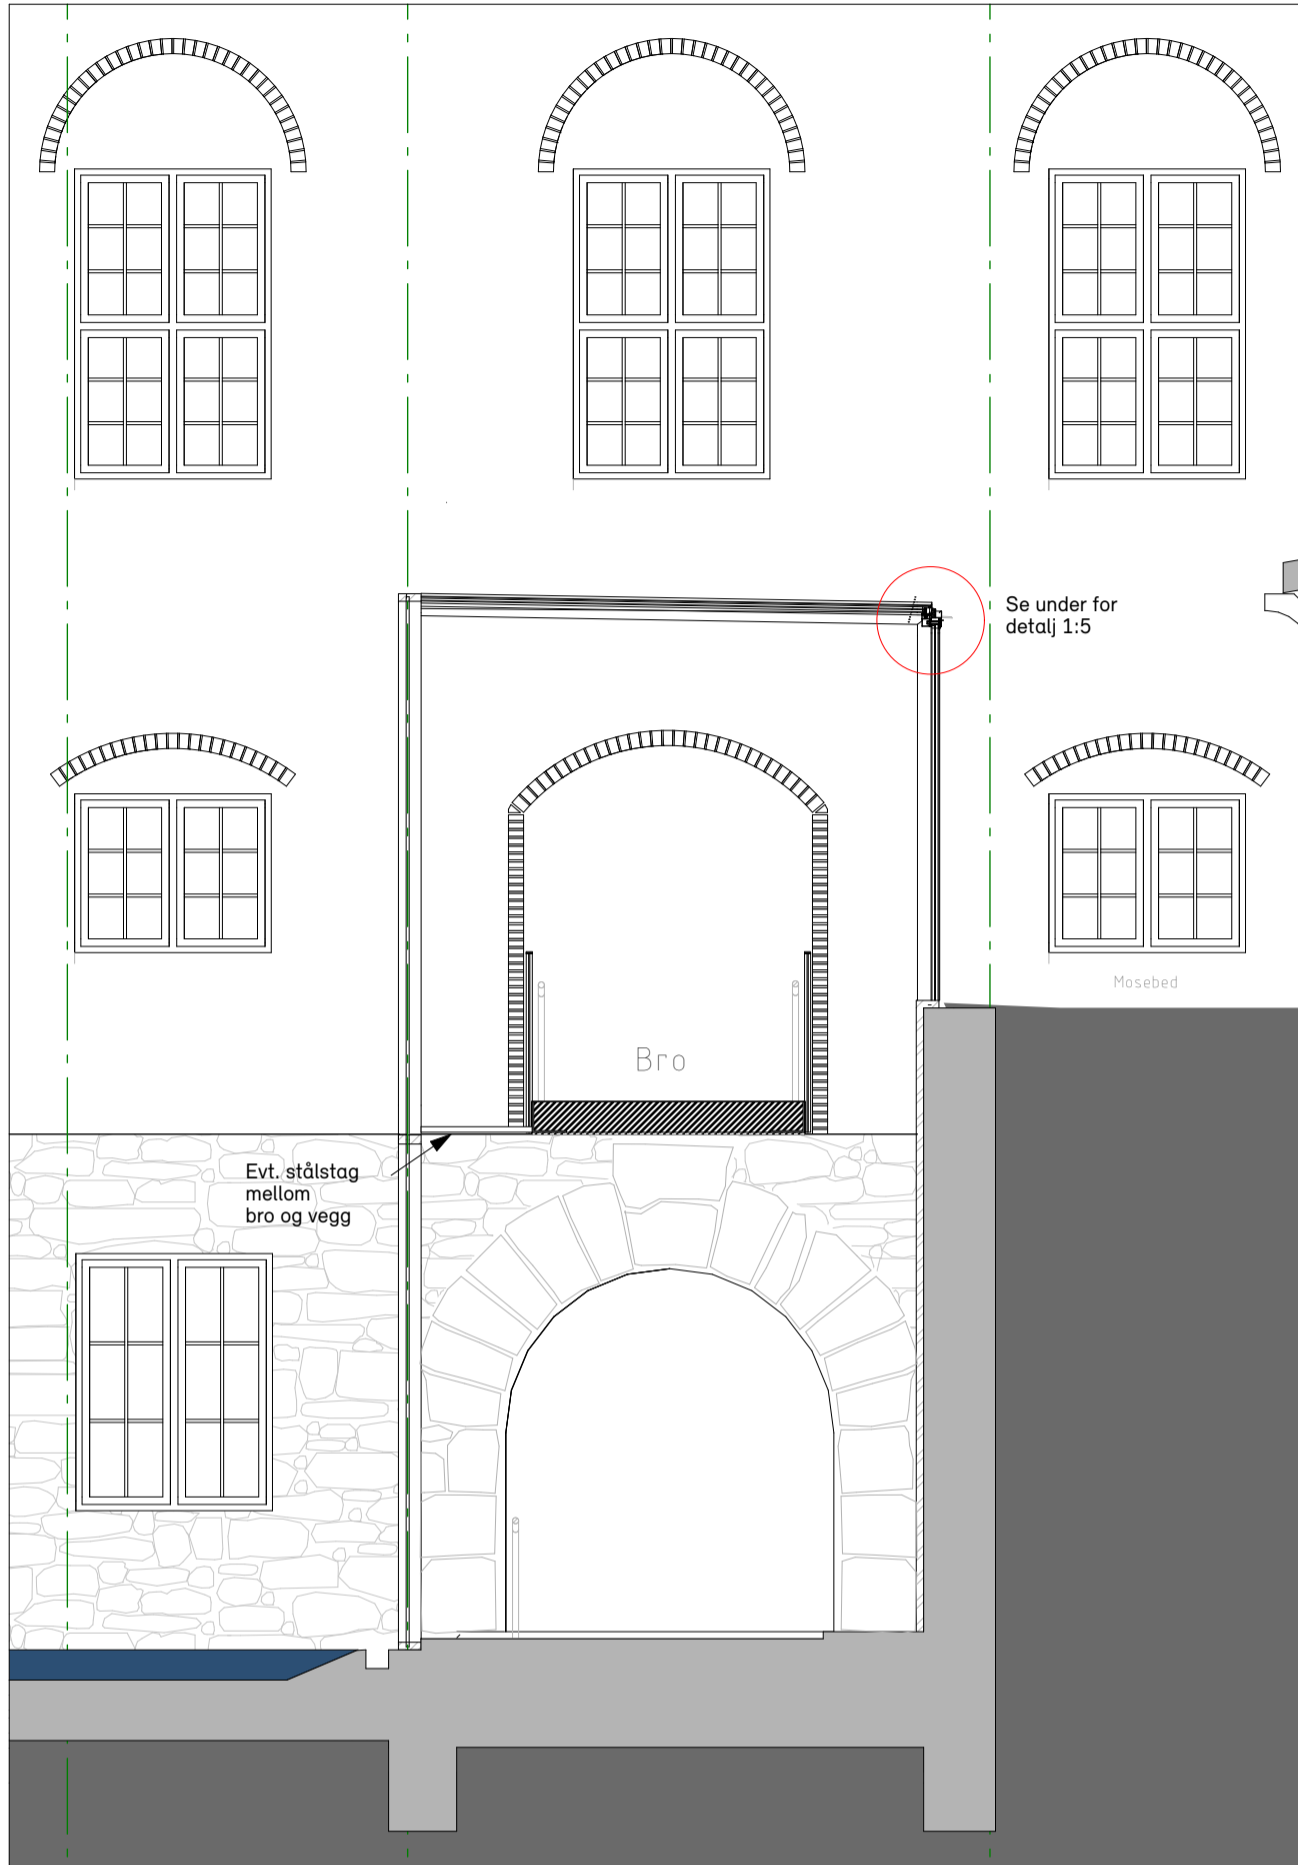 Se under for
detalj 1:5
Mosebed
Bro
Evt. stålstag
mellom
bro og vegg